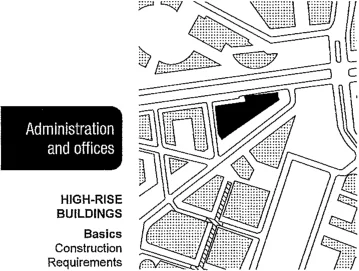 Administration
and offices
HIGH-RISE
BUILDINGS
Basics
Construction
Requirements